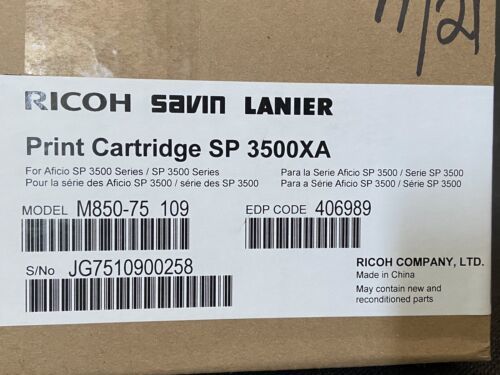 11/21
RICOH Savin LANIER
Print Cartridge SP 3500XA
For Aficio SP 3500 Series / SP 3500 Series
Pour la série des Aficio SP 3500 / série des SP 3500
Para la Serie Aficio SP 3500 / Serie SP 3500
Para a Série Aficio SP 3500 / Série SP 3500
MODEL M850-75 109
EDP CODE 406989
S/No JG7510900258
RICOH COMPANY, LTD.
Made in China
May contain new and
reconditioned parts